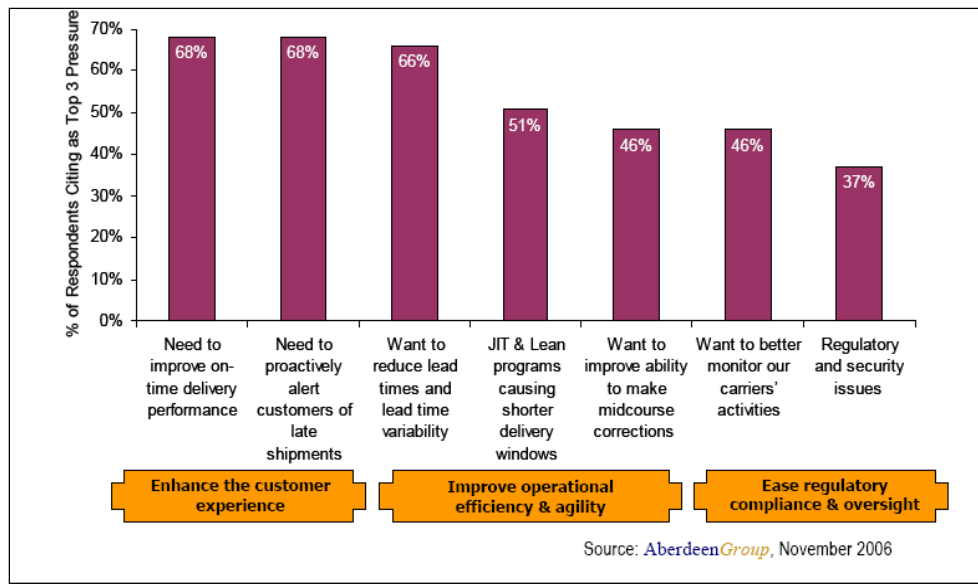 % of Respondents Citing as Top 3 Pressure
70%
60%
50%
40%
30%
20%
10%
0%
68%
68%
66%
51%
46%
46%
37%
Need to
improve on-
time delivery
performance
Need to
proactively
alert
customers of
late
shipments
Want to
reduce lead
times and
lead time
variability
JIT & Lean
programs
causing
shorter
delivery
windows
Want to
improve ability
to make
midcourse
corrections
Want to better
monitor our
carriers'
activities
Regulatory
and security
issues
Enhance the customer
experience
Improve operational
efficiency & agility
Ease regulatory
compliance & oversight
Source: AberdeenGroup, November 2006